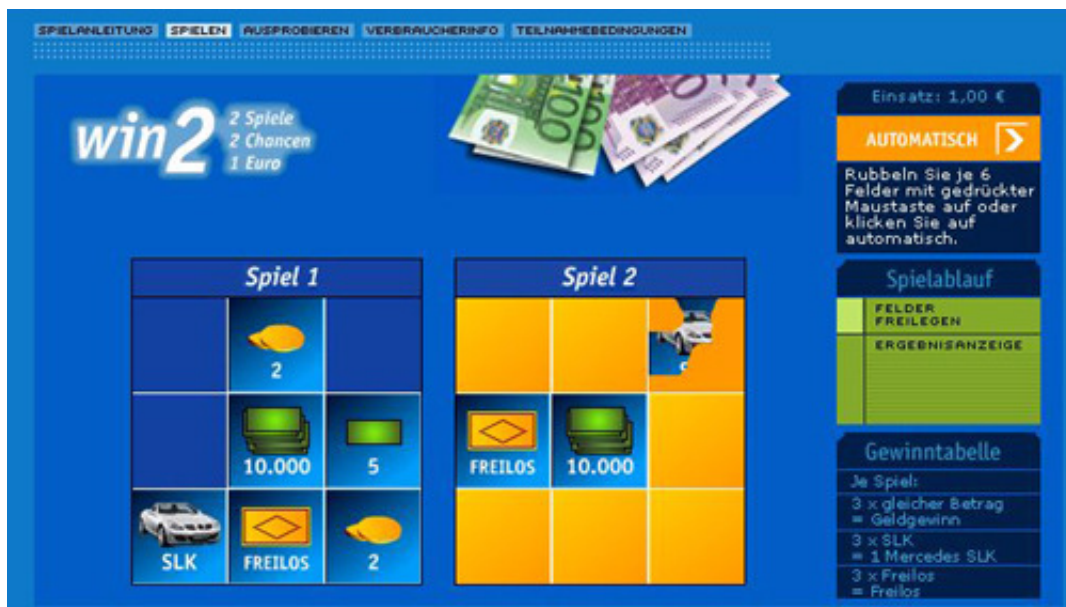 SPIELANLEITUNG SPIELEN AUSPROBIEREN VERBRAUCHERINFO TEILNAHMEBEDINGUNGEN
win2
2 Spiele
2 Chancen
1 Euro
100
Einsatz: 1,00 €
AUTOMATISCH
Rubbeln Sie je 6
Felder mit gedrückter
Maustaste auf oder
klicken Sie auf
automatisch.
Spiel 1
2
10.000
5
SLK
FREILOS
2
Spiel 2
FREILOS
10.000
Spielablauf
FELDER
FREILEGEN
ERGEBNISANZEIGE
Gewinntabelle
Je Spiel:
3 x gleicher Betrag
= Geldgewinn
3 x SLK
= 1 Mercedes SLK
3 x Freilos
= Freilos